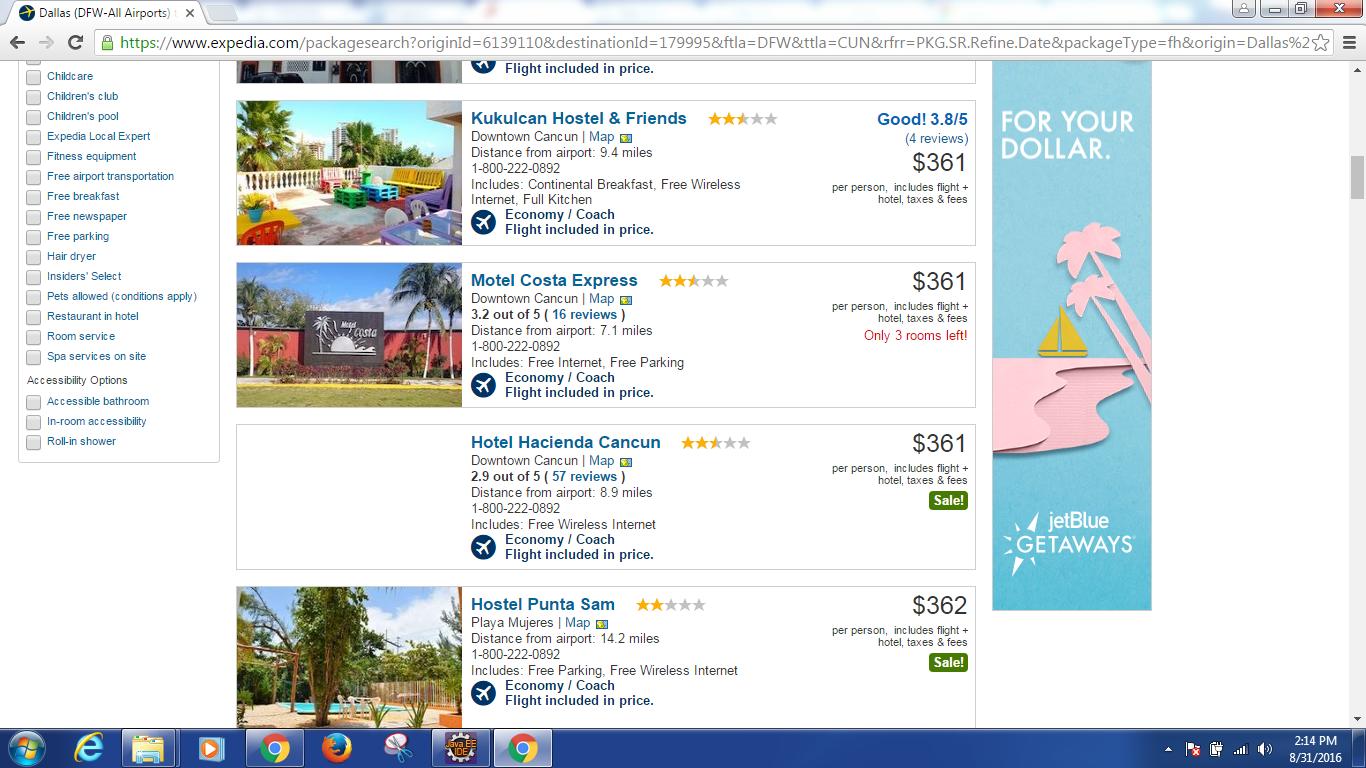 Dallas (DFW-All Airports) t
https://www.expedia.com/packagesearch?originId=6139110&destinationId=179995&ftla=DFW&ttla=CUN&rfrr=PKG.SR.Refine.Date&packageType=fh&origin=Dallas%2
Childcare
Children's club
Children's pool
Expedia Local Expert
Fitness equipment
Free airport transportation
Free breakfast
Free newspaper
Free parking
Hair dryer
Insiders' Select
Pets allowed (conditions apply)
Restaurant in hotel
Room service
Spa services on site
Accessibility Options
Accessible bathroom
In-room accessibility
Roll-in shower
Flight included in price.
Kukulcan Hostel & Friends
Downtown Cancun | Map
Distance from airport: 9.4 miles
1-800-222-0892
Includes: Continental Breakfast, Free Wireless
Internet, Full Kitchen
Economy / Coach
Flight included in price.
Good! 3.8/5
(4 reviews)
$361
per person, includes flight +
hotel, taxes & fees
Motel Costa
Motel Costa Express
Downtown Cancun | Map
3.2 out of 5 ( 16 reviews )
Distance from airport: 7.1 miles
1-800-222-0892
Includes: Free Internet, Free Parking
Economy / Coach
Flight included in price.
$361
per person, includes flight +
hotel, taxes & fees
Only 3 rooms left!
Hotel Hacienda Cancun
Downtown Cancun | Map
2.9 out of 5 ( 57 reviews )
Distance from airport: 8.9 miles
1-800-222-0892
Includes: Free Wireless Internet
Economy / Coach
Flight included in price.
$361
per person, includes flight +
hotel, taxes & fees
Sale!
Hostel Punta Sam
Playa Mujeres | Map
Distance from airport: 14.2 miles
1-800-222-0892
Includes: Free Parking, Free Wireless Internet
Economy / Coach
Flight included in price.
$362
per person, includes flight +
hotel, taxes & fees
Sale!
FOR YOUR
DOLLAR.
jetBlue
GETAWAYS
Java EE
IDE
2:14 PM
8/31/2016